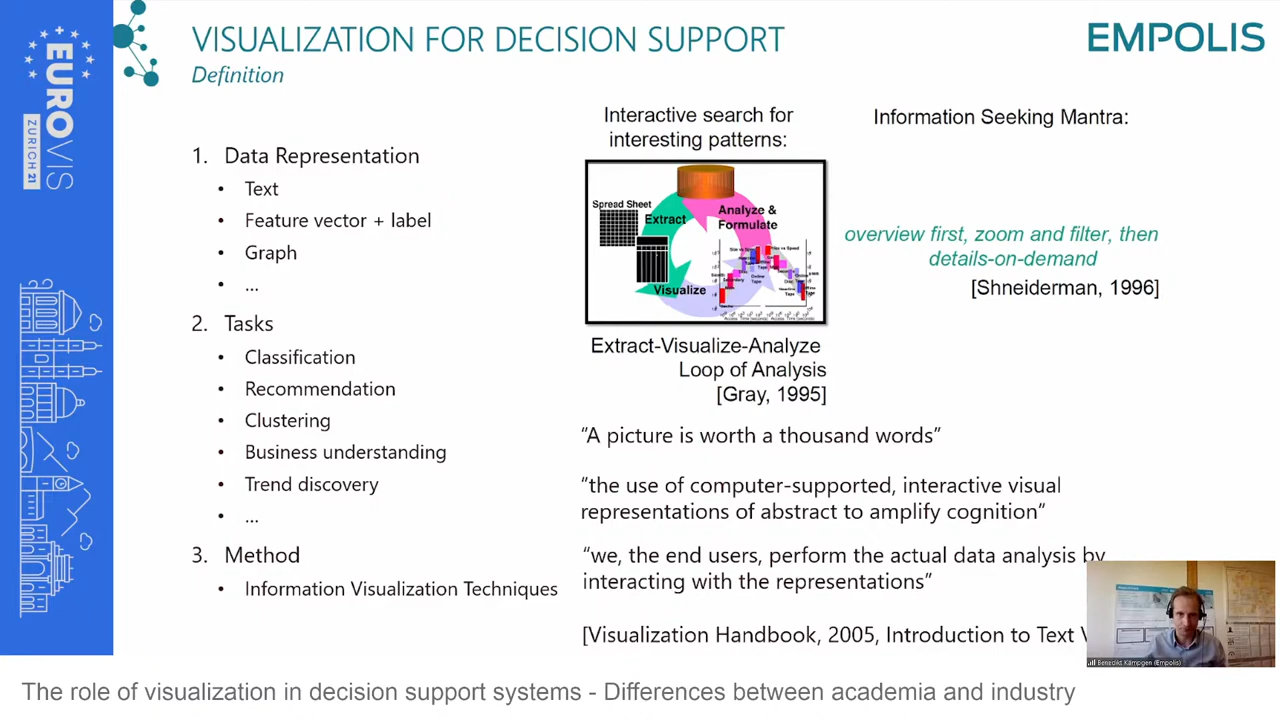 EUROVIS
ZURICH 21
VISUALIZATION FOR DECISION SUPPORT
EMPOLIS
Definition
1. Data Representation
• Text
• Feature vector + label
• Graph
• ...
2. Tasks
• Classification
• Recommendation
• Clustering
• Business understanding
• Trend discovery
• ...
3. Method
• Information Visualization Techniques
Interactive search for
interesting patterns:
Spread Sheet
Extract
Analyze &
Formulate
Visualize
Extract-Visualize-Analyze
Loop of Analysis
[Gray, 1995]
Information Seeking Mantra:
overview first, zoom and filter, then
details-on-demand
[Shneiderman, 1996]
“A picture is worth a thousand words”
“the use of computer-supported, interactive visual
representations of abstract to amplify cognition“
“we, the end users, perform the actual data analysis by
interacting with the representations”
[Visualization Handbook, 2005, Introduction to Text
Benedikt Kämpgen (Empolis)
The role of visualization in decision support systems - Differences between academia and industry